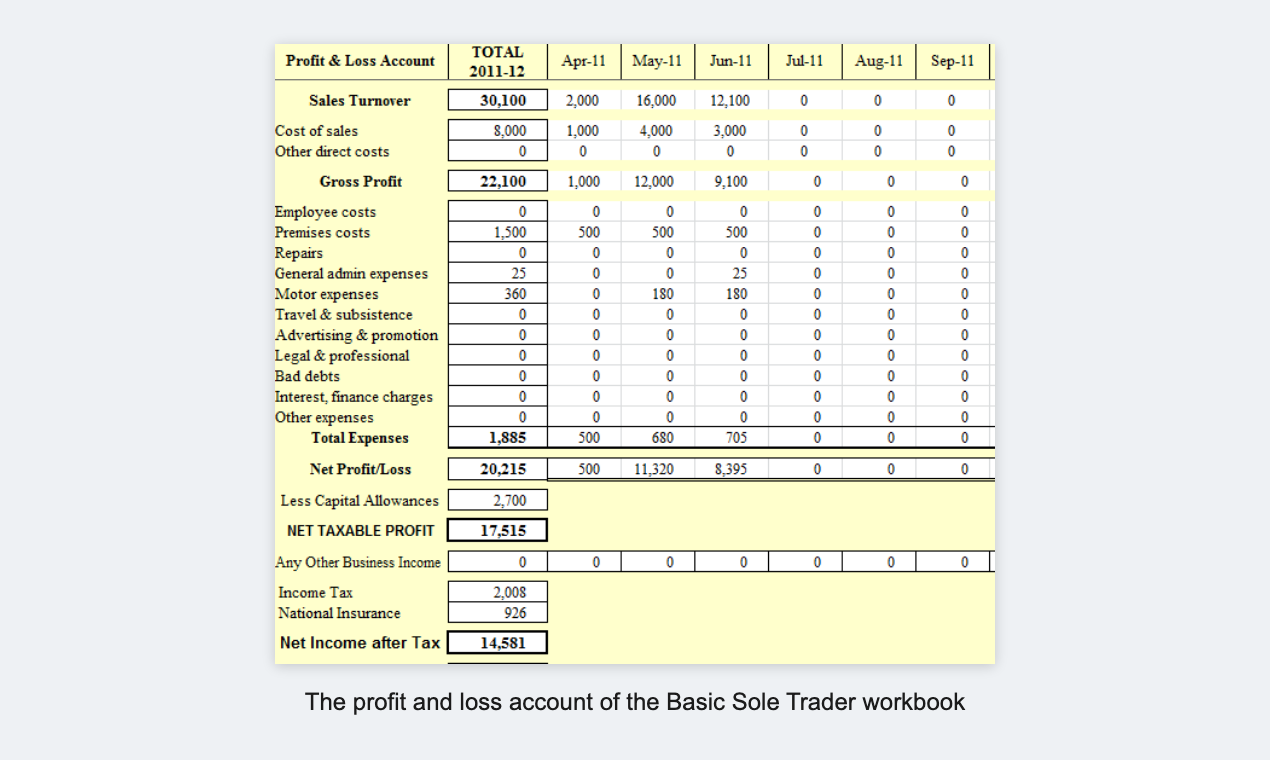 Profit & Loss Account TOTAL 2011-12 Apr-11 May-11 Jun-11 Jul-11 Aug-11 Sep-11
Sales Turnover 30,100 2,000 16,000 12,100 0 0 0
Cost of sales 8,000 1,000 4,000 3,000 0 0 0
Other direct costs 0 0 0 0 0 0 0
Gross Profit 22,100 1,000 12,000 9,100 0 0 0
Employee costs 0 0 0 0 0 0 0
Premises costs 1,500 500 500 500 0 0 0
Repairs 0 0 0 0 0 0 0
General admin expenses 25 0 0 25 0 0 0
Motor expenses 360 0 180 180 0 0 0
Travel & subsistence 0 0 0 0 0 0 0
Advertising & promotion 0 0 0 0 0 0 0
Legal & professional 0 0 0 0 0 0 0
Bad debts 0 0 0 0 0 0 0
Interest, finance charges 0 0 0 0 0 0 0
Other expenses 0 0 0 0 0 0 0
Total Expenses 1,885 500 680 705 0 0 0
Net Profit/Loss 20,215 500 11,320 8,395 0 0 0
Less Capital Allowances 2,700
NET TAXABLE PROFIT 17,515
Any Other Business Income 0 0 0 0 0 0 0
Income Tax 2,008
National Insurance 926
Net Income after Tax 14,581
The profit and loss account of the Basic Sole Trader workbook